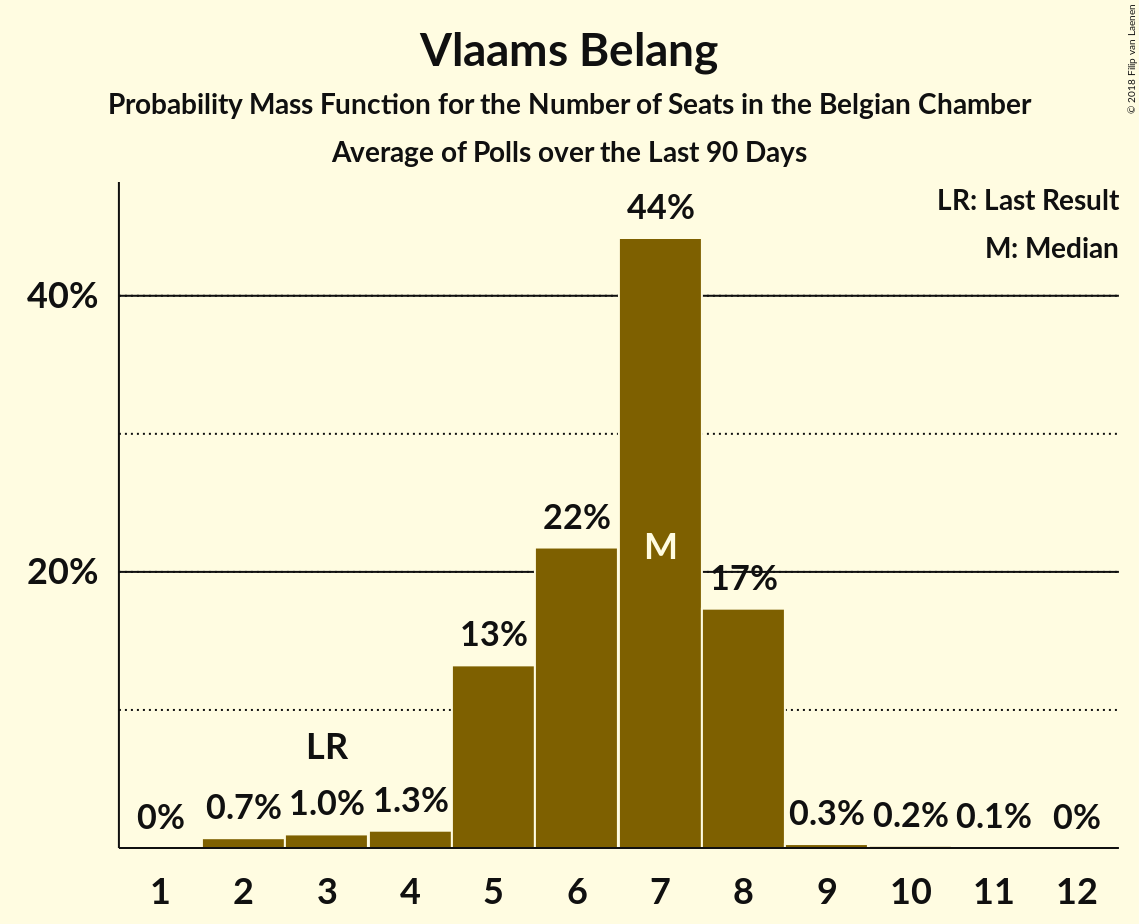 Vlaams Belang
Probability Mass Function for the Number of Seats in the Belgian Chamber
Average of Polls over the Last 90 Days
© 2018 Filip van Laenen
LR: Last Result
M: Median
44%
40%
22%
M
20%
17%
13%
LR
0%
0.7%
1.0%
1.3%
0.3%
0.2%
0.1%
0%
1 2 3 4 5 6 7 8 9 10 11 12